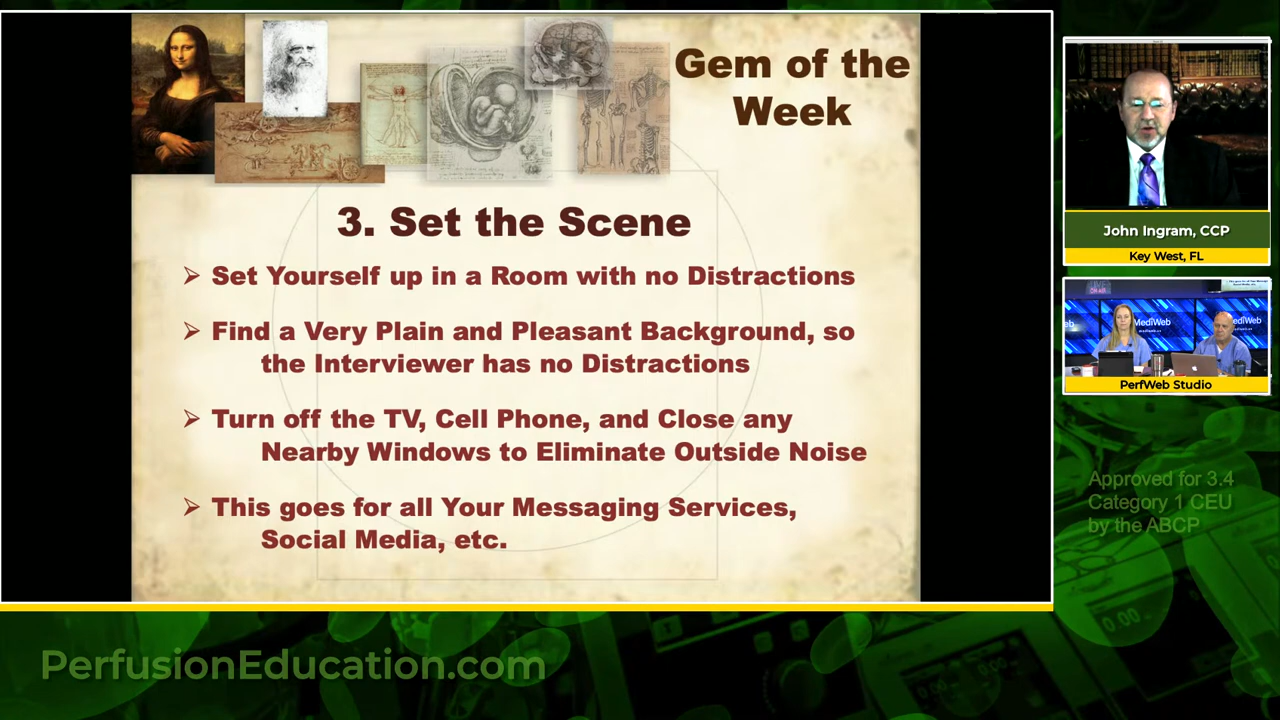 Gem of the
Week
3. Set the Scene
➢ Set Yourself up in a Room with no Distractions
➢ Find a Very Plain and Pleasant Background, so
the Interviewer has no Distractions
➢ Turn off the TV, Cell Phone, and Close any
Nearby Windows to Eliminate Outside Noise
➢ This goes for all Your Messaging Services,
Social Media, etc.
John Ingram, CCP
Key West, FL
MediWeb
MediWeb
PerfWeb Studio
Approved for 3.4
Category 1 CEU
by the ABCP
PerfusionEducation.com